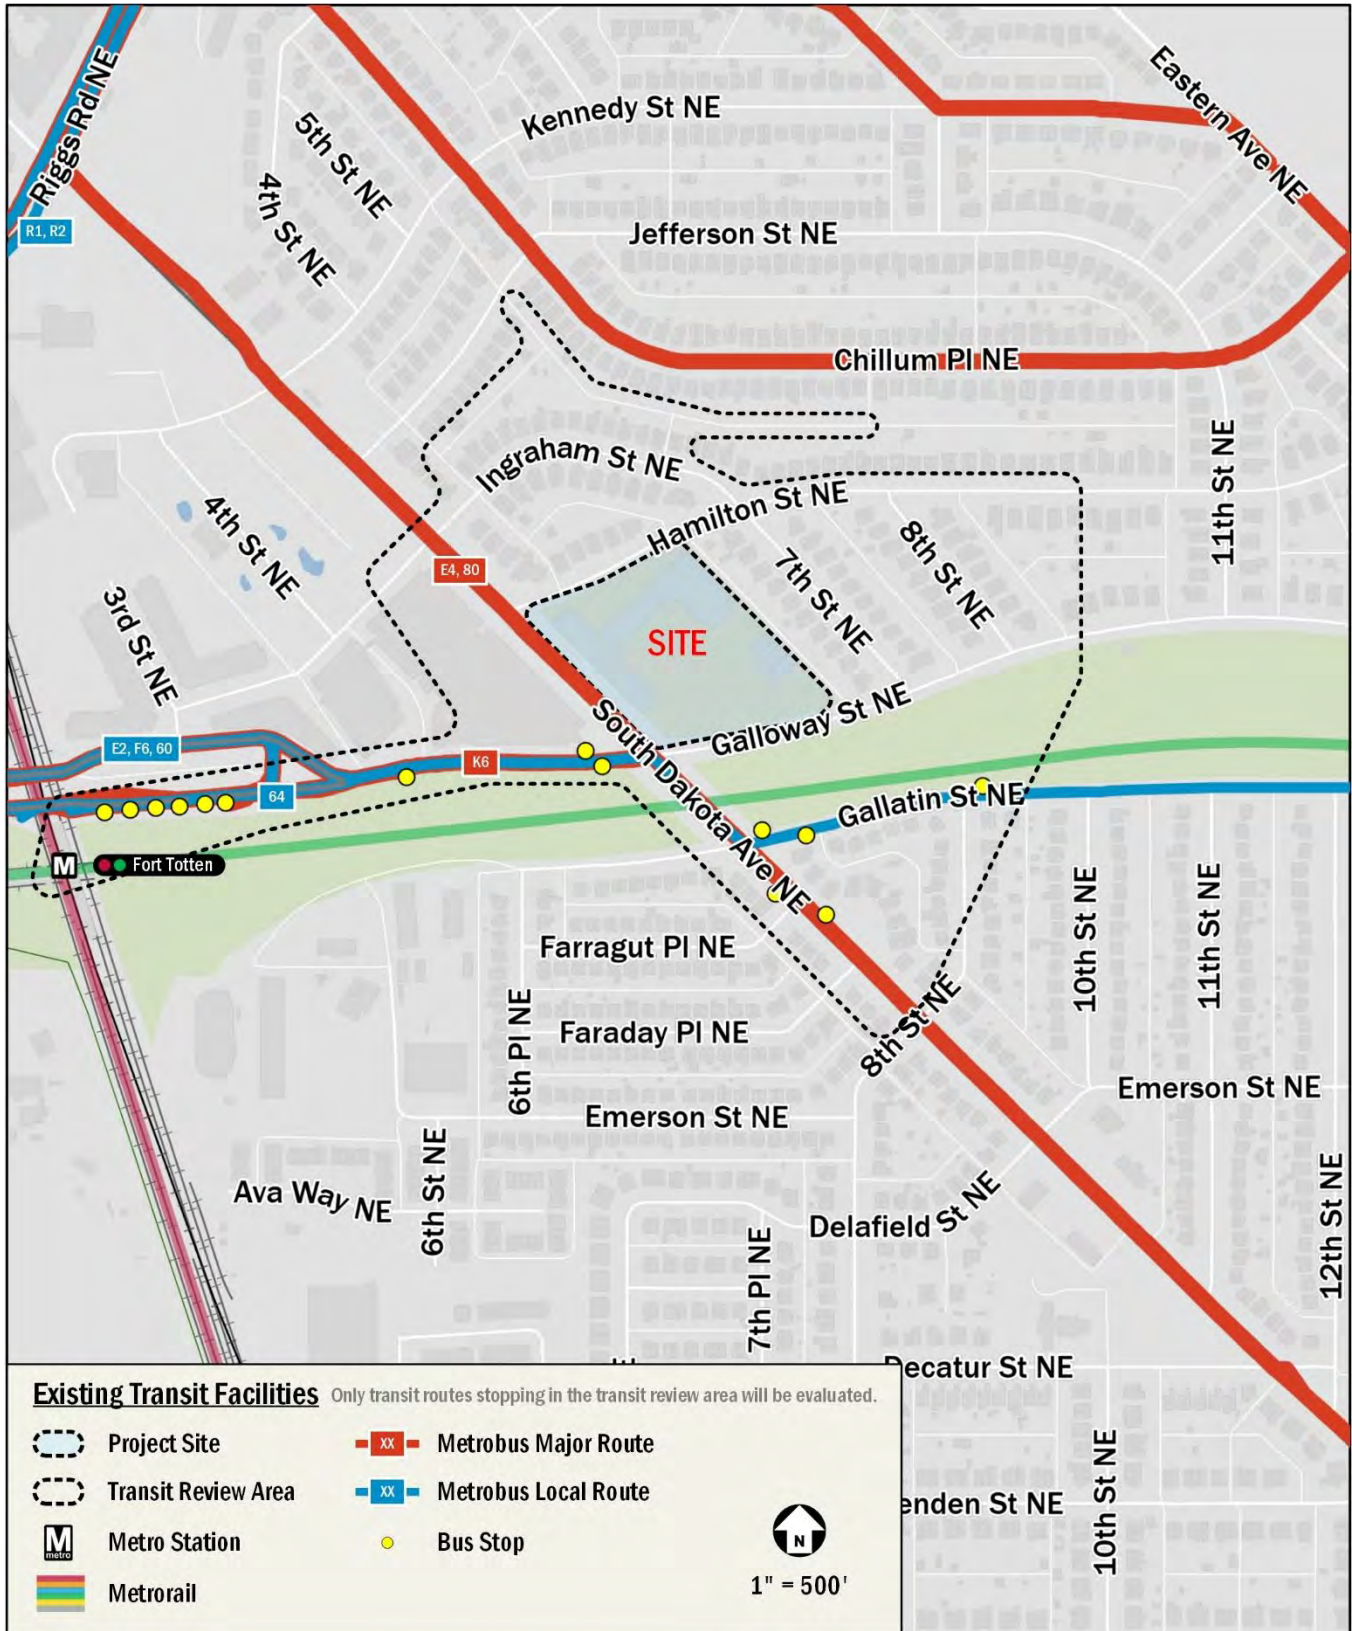 Riggs Rd NE
R1, R2
5th St NE
4th St NE
Kennedy St NE
Eastern Ave NE
Jefferson St NE
Chillum Pl NE
11th St NE
Ingraham St NE
Hamilton St NE
4th St NE
E4, 80
7th St NE
8th St NE
3rd St NE
SITE
South Dakota Ave NE
Galloway St NE
E2, F6, 60
K6
64
Gallatin St NE
M
Fort Totten
Farragut Pl NE
10th St NE
11th St NE
6th Pl NE
Faraday Pl NE
8th St NE
Emerson St NE
Emerson St NE
6th St NE
Ava Way NE
Delafield St NE
12th St NE
7th Pl NE
Decatur St NE
10th St NE
enden St NE
Existing Transit Facilities Only transit routes stopping in the transit review area will be evaluated.
Project Site
XX Metrobus Major Route
Transit Review Area
XX Metrobus Local Route
M metro Metro Station
Bus Stop
Metrorail
N
1" = 500'